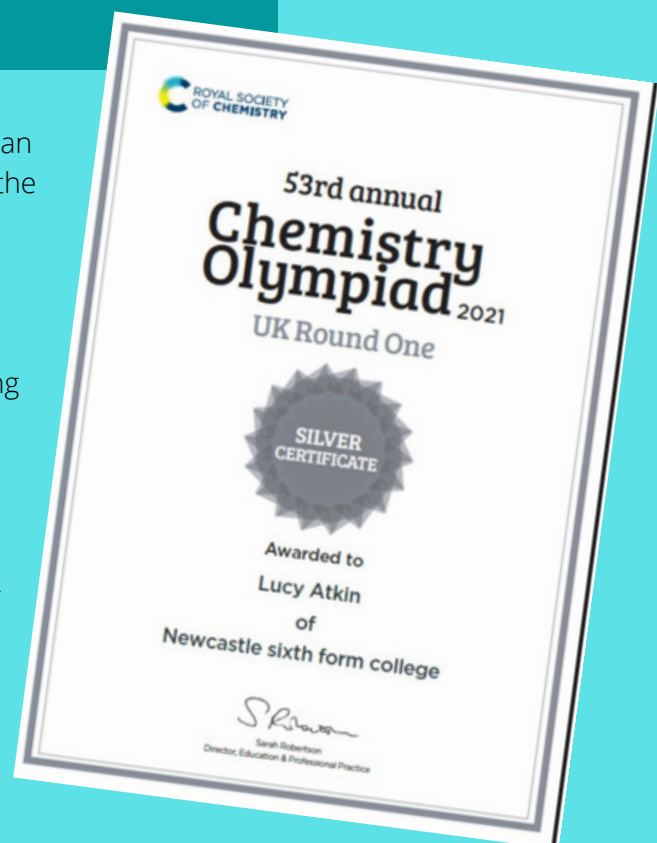 an
the
ng
ROYAL SOCIETY
OF CHEMISTRY
53rd annual
Chemistry
Olympiad 2021
UK Round One
SILVER
CERTIFICATE
Awarded to
Lucy Atkin
of
Newcastle sixth form college
Sarah Robertson
Director, Education & Professional Practice